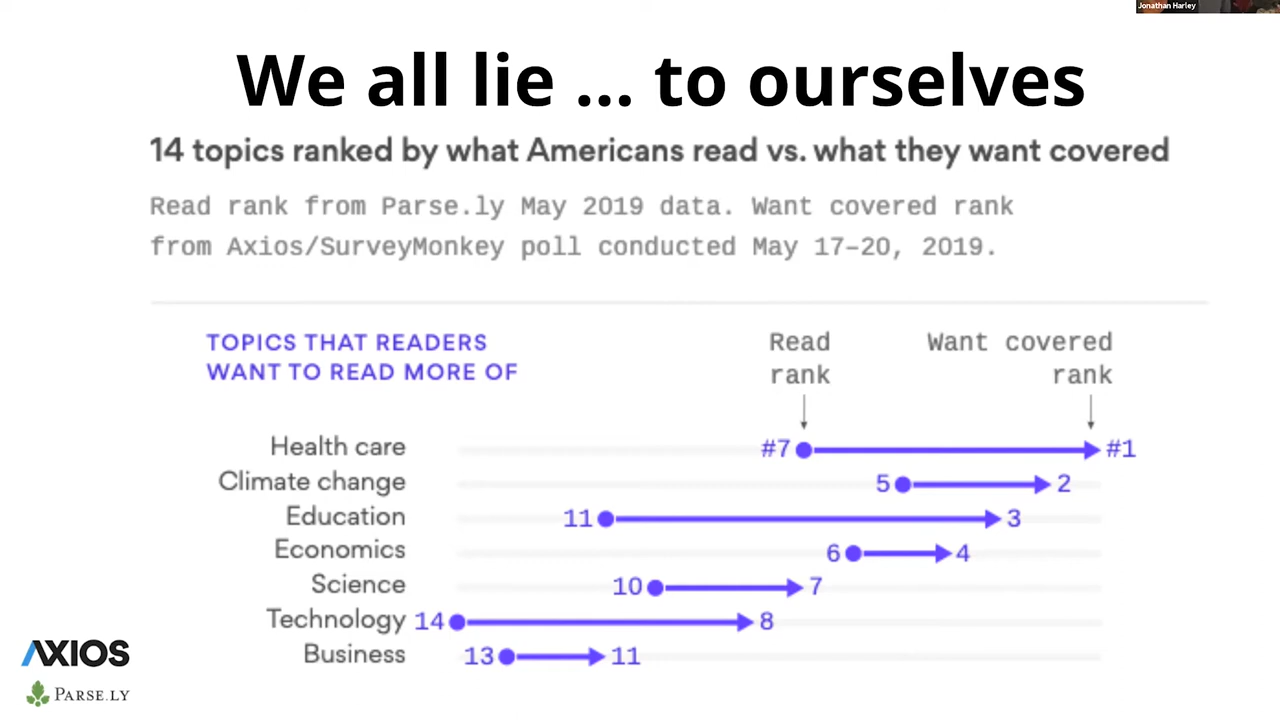 Jonathan Harley
We all lie ... to ourselves
14 topics ranked by what Americans read vs. what they want covered
Read rank from Parse.ly May 2019 data. Want covered rank
from Axios/SurveyMonkey poll conducted May 17–20, 2019.
TOPICS THAT READERS
WANT TO READ MORE OF
Read
rank
Want covered
rank
Health care #7 #1
Climate change 5 2
Education 11 3
Economics 6 4
Science 10 7
Technology 14 8
Business 13 11
AXIOS
PARSE.LY